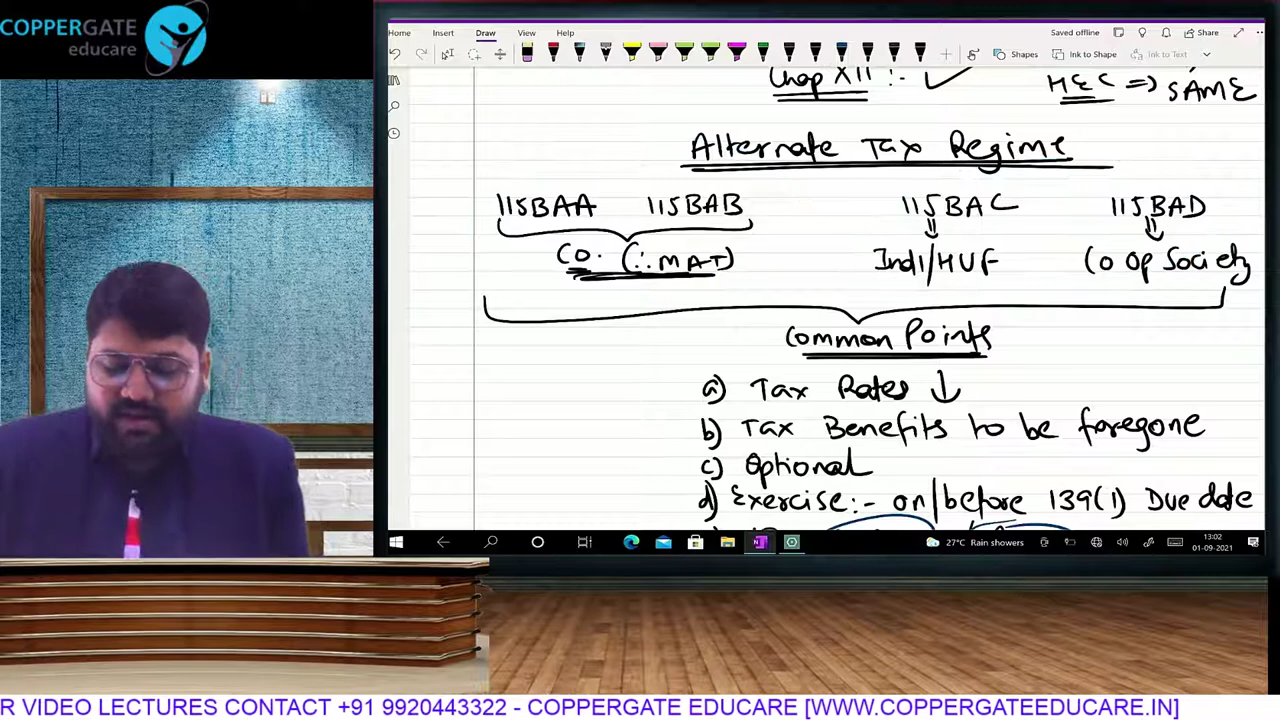 COPPERGATE
educare
Home Insert Draw View Help
Saved offline
Share
Shapes
Ink to Shape
Ink to Text
Chap XII :-
H&C => SAME
Alternate Tax Regime
115BAA 115BAB 115BAC 115BAD
CO. (∴ MAT) Indi/HUF Co Op Society
Common Points
a) Tax Rates ↓
b) Tax Benefits to be foregone
c) Optional
d) Exercise:- on/before 139(1) Due date
27°C Rain showers
13:02
01-09-2021
R VIDEO LECTURES CONTACT +91 9920443322 - COPPERGATE EDUCARE [WWW.COPPERGATEEDUCARE.IN]